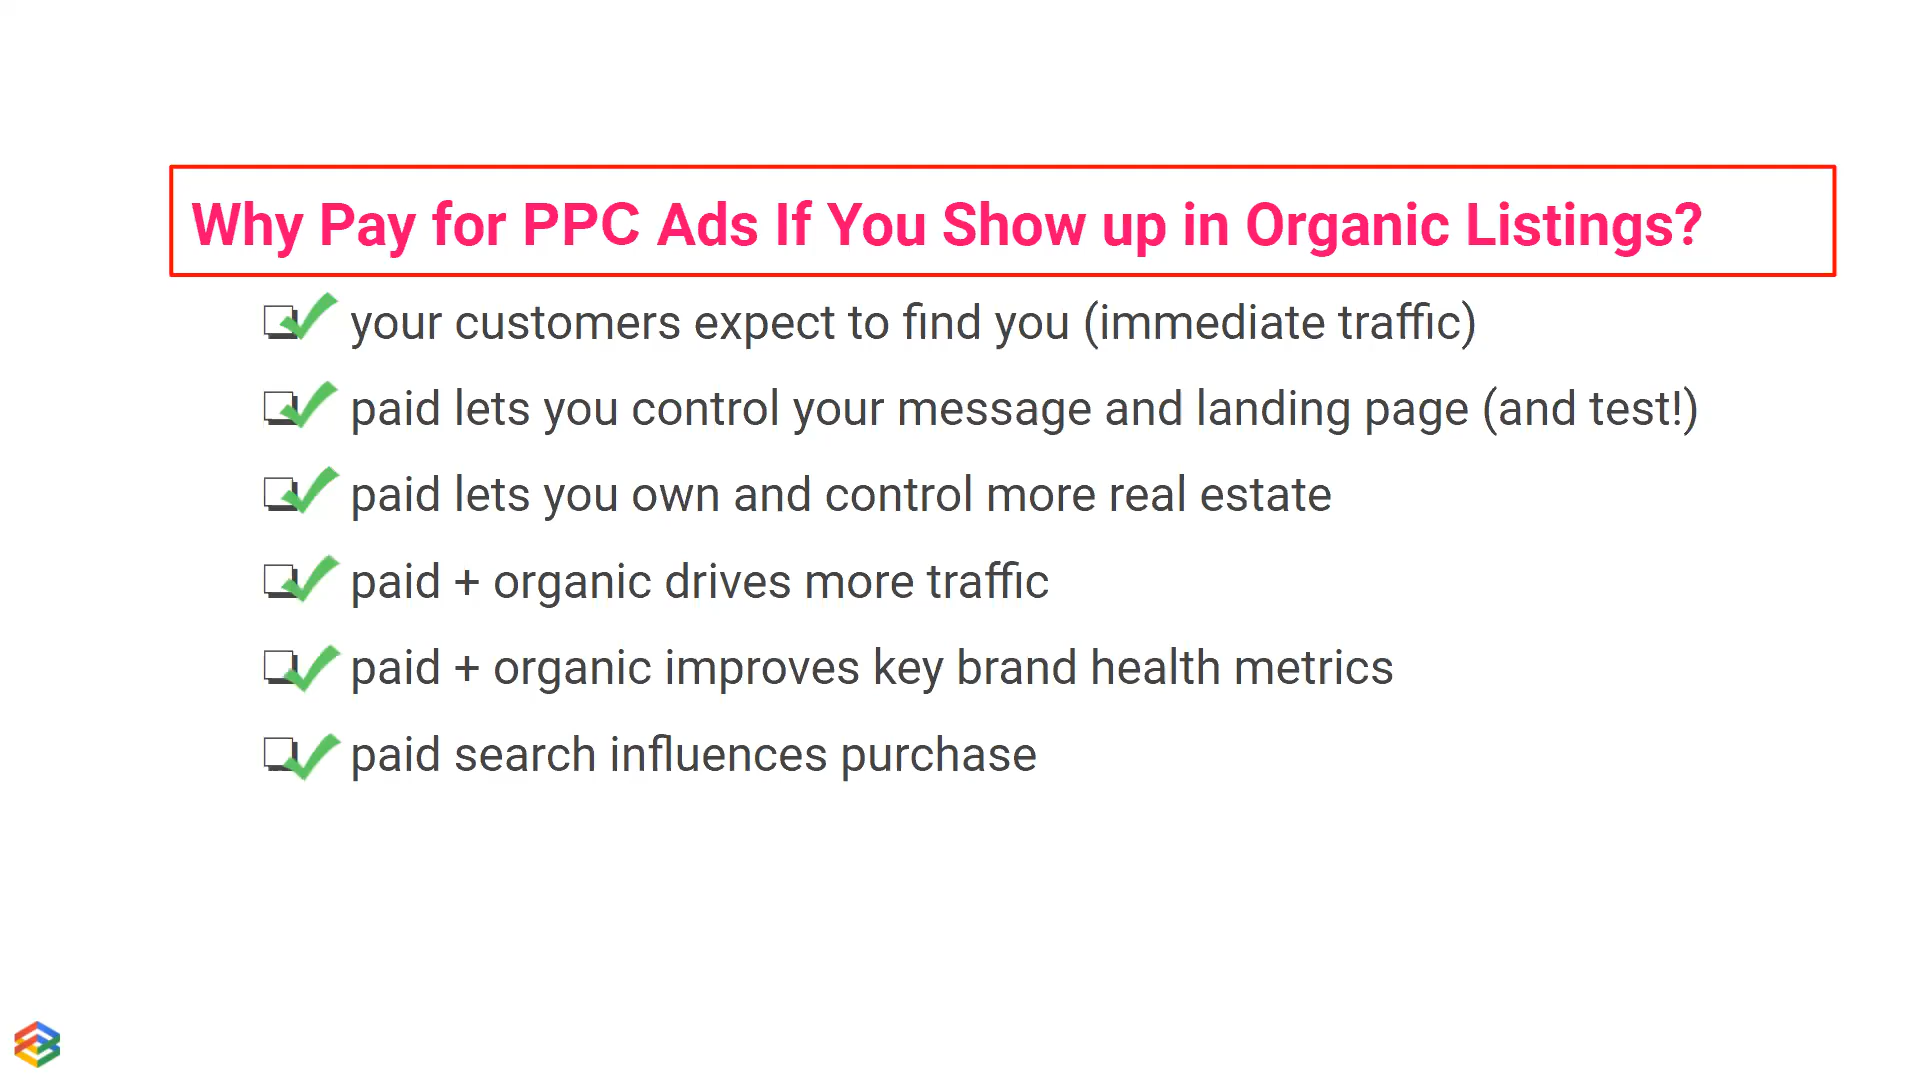 Why Pay for PPC Ads If You Show up in Organic Listings?
your customers expect to find you (immediate traffic)
paid lets you control your message and landing page (and test!)
paid lets you own and control more real estate
paid + organic drives more traffic
paid + organic improves key brand health metrics
paid search influences purchase